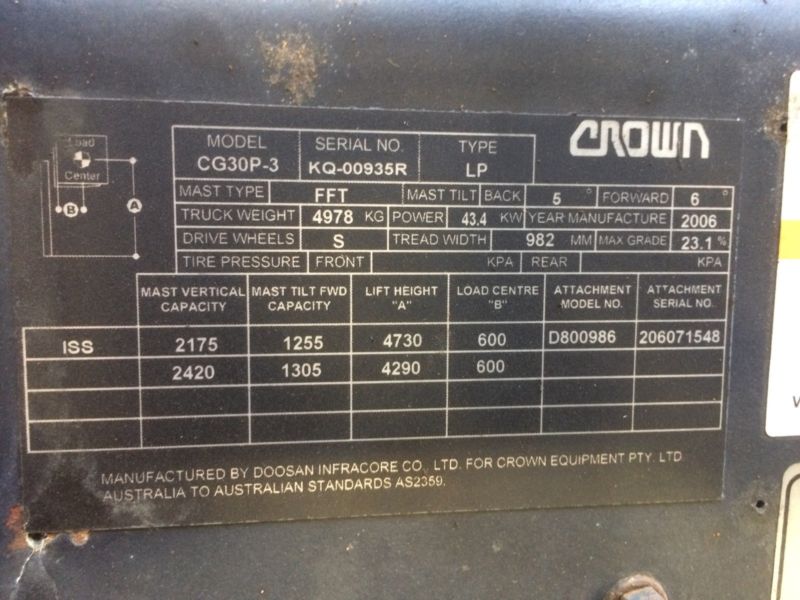 CROWN
Load
Center
B
A
MODEL SERIAL NO. TYPE
CG30P-3 KQ-00935R LP
MAST TYPE FFT MAST TILT BACK 5 ° FORWARD 6 °
TRUCK WEIGHT 4978 KG POWER 43.4 KW YEAR MANUFACTURE 2006
DRIVE WHEELS S TREAD WIDTH 982 MM MAX GRADE 23.1 %
TIRE PRESSURE FRONT KPA REAR KPA
MAST VERTICAL MAST TILT FWD LIFT HEIGHT LOAD CENTRE ATTACHMENT ATTACHMENT
CAPACITY CAPACITY "A" "B" MODEL NO. SERIAL NO.
ISS 2175 1255 4730 600 D800986 206071548
2420 1305 4290 600
MANUFACTURED BY DOOSAN INFRACORE CO., LTD. FOR CROWN EQUIPMENT PTY. LTD
AUSTRALIA TO AUSTRALIAN STANDARDS AS2359.